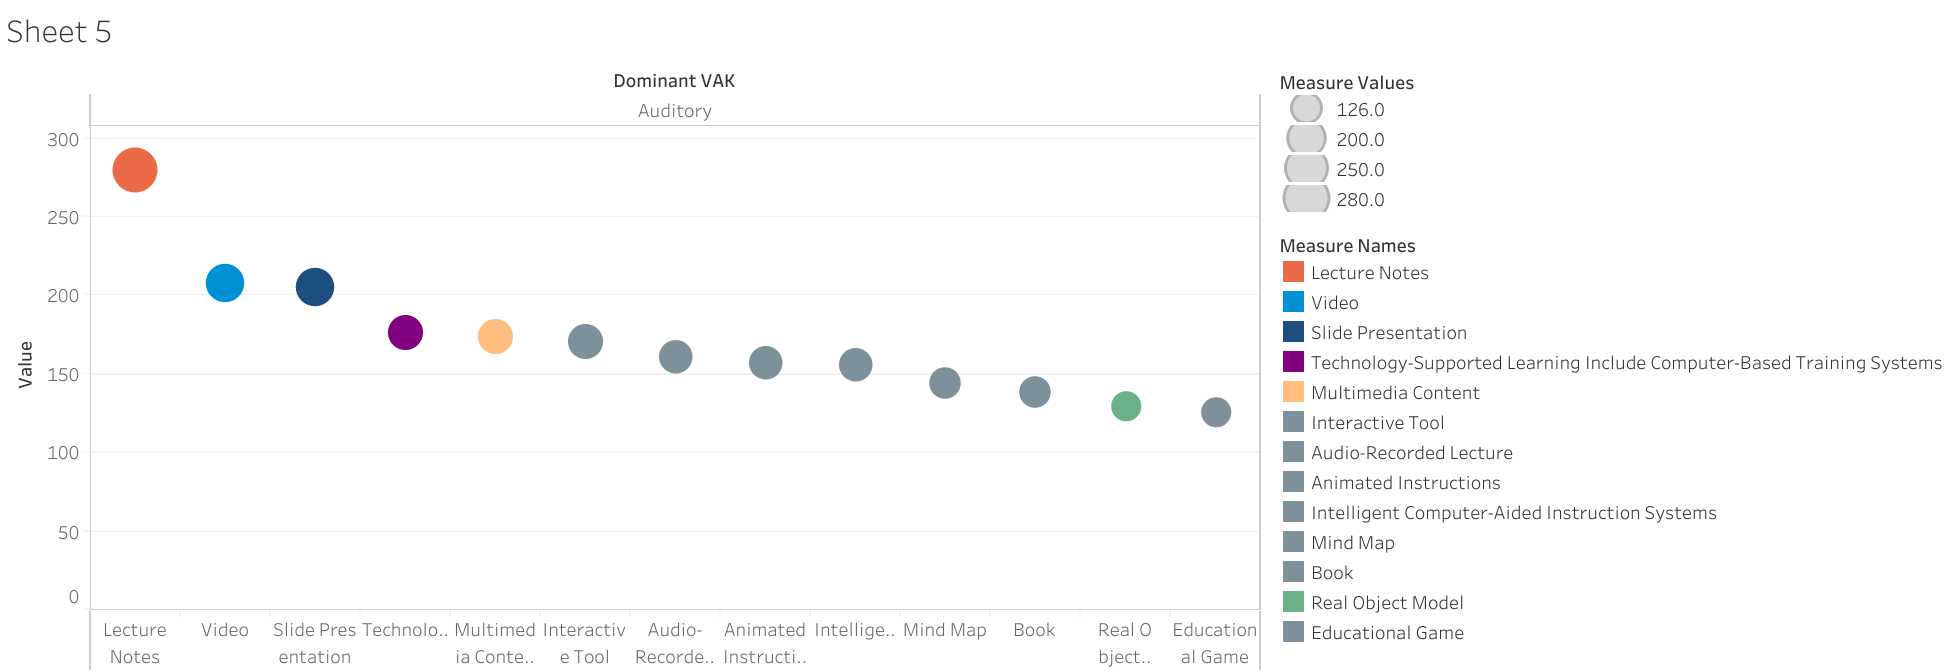 Sheet 5
Dominant VAK
Auditory
Value
300
250
200
150
100
50
0
Lecture
Notes
Video
Slide Pres
entation
Technolo..
Multimed
ia Conte..
Interactiv
e Tool
Audio-
Recorde..
Animated
Instructi..
Intellige..
Mind Map
Book
Real O
bject..
Education
al Game
Measure Values
126.0
200.0
250.0
280.0
Measure Names
Lecture Notes
Video
Slide Presentation
Technology-Supported Learning Include Computer-Based Training Systems
Multimedia Content
Interactive Tool
Audio-Recorded Lecture
Animated Instructions
Intelligent Computer-Aided Instruction Systems
Mind Map
Book
Real Object Model
Educational Game